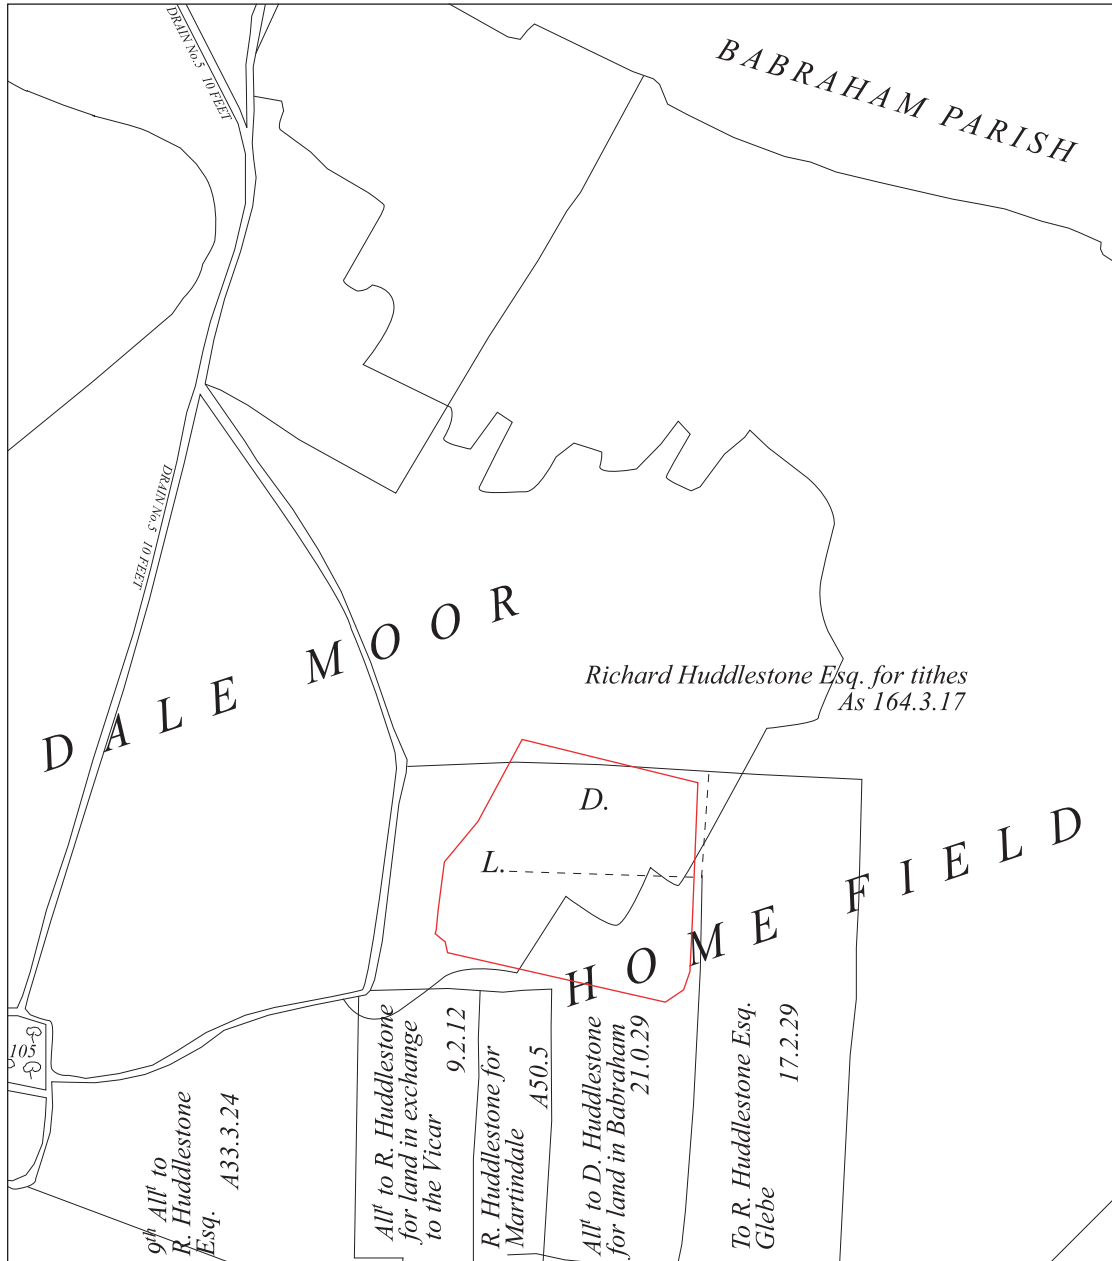 BABRAHAM PARISH
DRAIN No.5 10 FEET
DRAIN No.5 10 FEET
DALE MOOR
Richard Huddlestone Esq. for tithes
As 164.3.17
D.
L.
HOME FIELD
105
9th Allt to
R. Huddlestone
Esq. A33.3.24
Allt to R. Huddlestone
for land in exchange
to the Vicar 9.2.12
R. Huddlestone for
Martindale A50.5
Allt to D. Huddlestone
for land in Babraham
21.0.29
To R. Huddlestone Esq.
Glebe 17.2.29